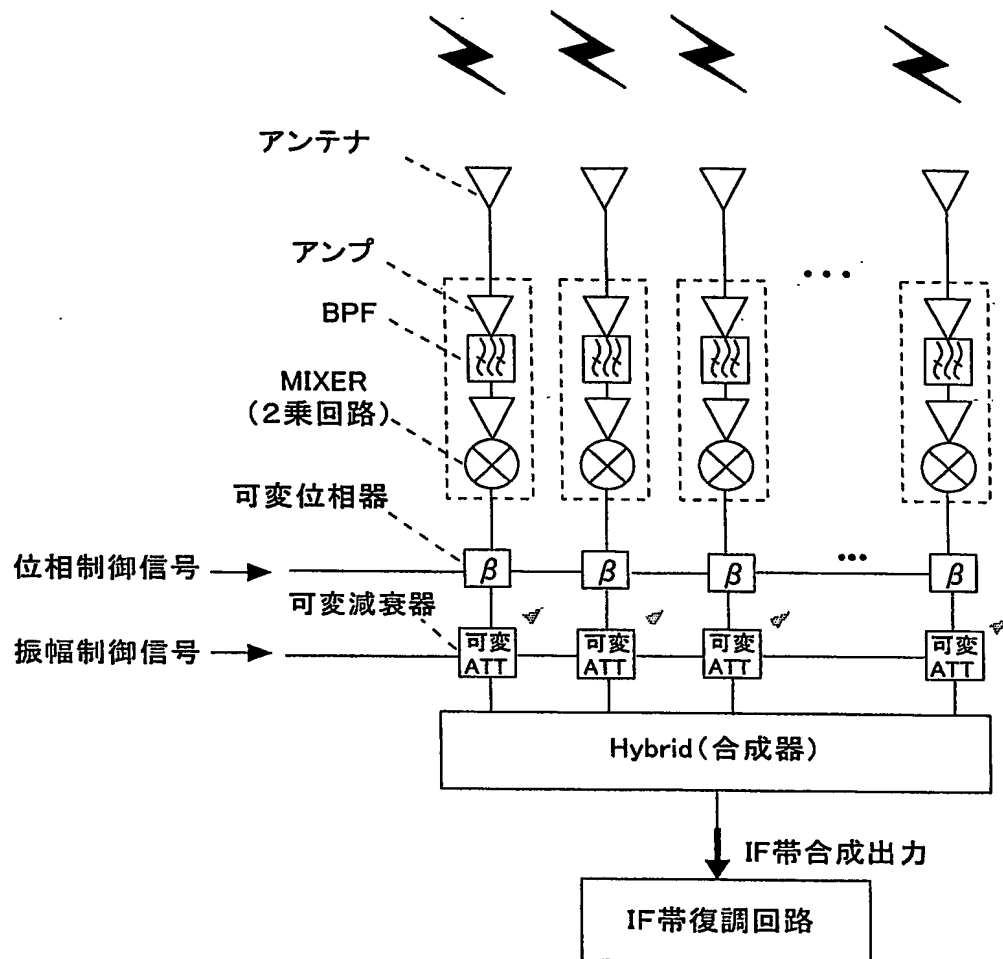 アンテナ
・・・
アンプ
BPF
MIXER
(2乗回路)
可変位相器
位相制御信号
β β β ・・・ β
可変減衰器
振幅制御信号
可変 可変 可変 可変
ATT ATT ATT ATT
Hybrid(合成器)
IF帯合成出力
IF帯復調回路